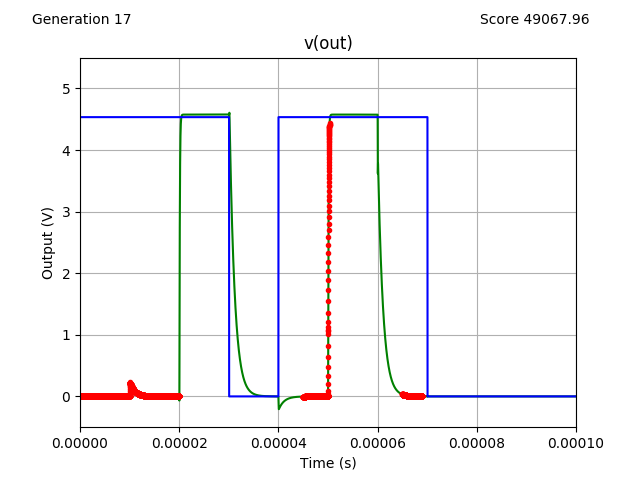 Generation 17
Score 49067.96
v(out)
Output (V)
5
4
3
2
1
0
0.00000
0.00002
0.00004
0.00006
0.00008
0.00010
Time (s)